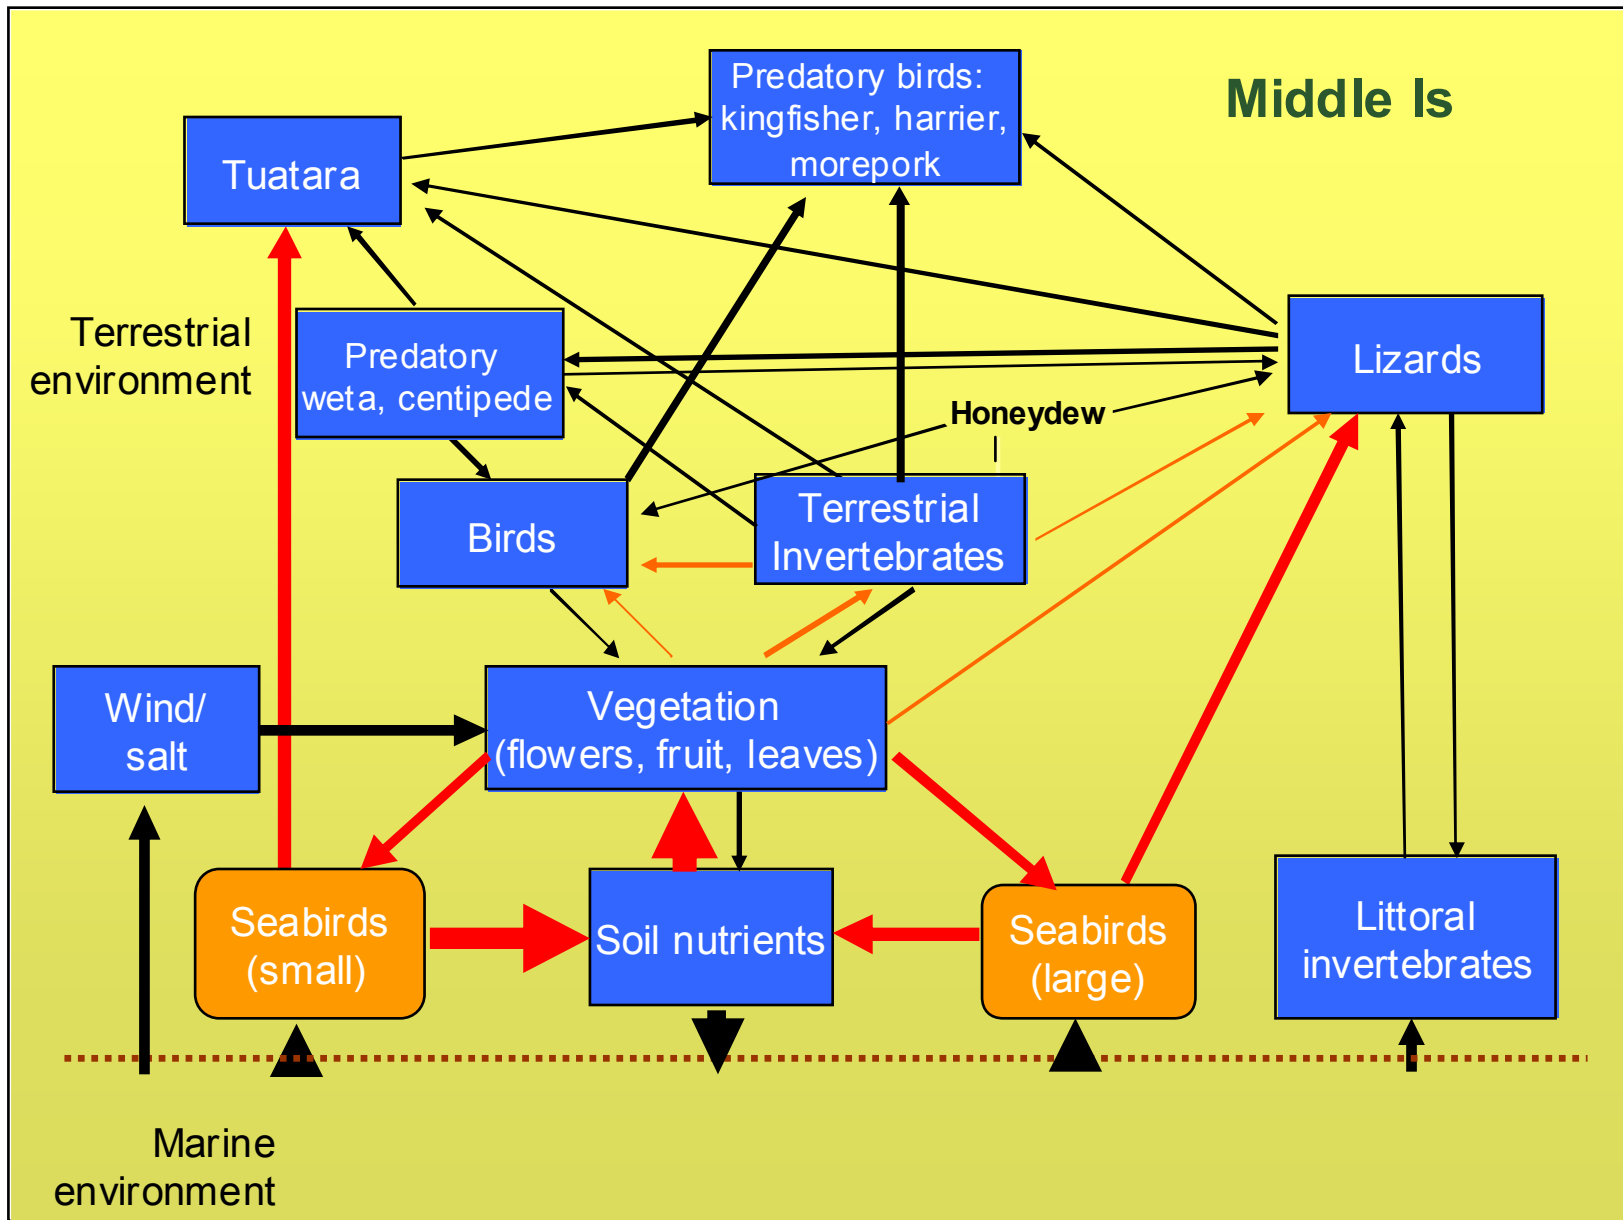 Middle Is
Predatory birds:
kingfisher, harrier,
morepork
Tuatara
Terrestrial
environment
Predatory
weta, centipede
Lizards
Honeydew
Birds
Terrestrial
Invertebrates
Wind/
salt
Vegetation
(flowers, fruit, leaves)
Seabirds
(small)
Soil nutrients
Seabirds
(large)
Littoral
invertebrates
Marine
environment